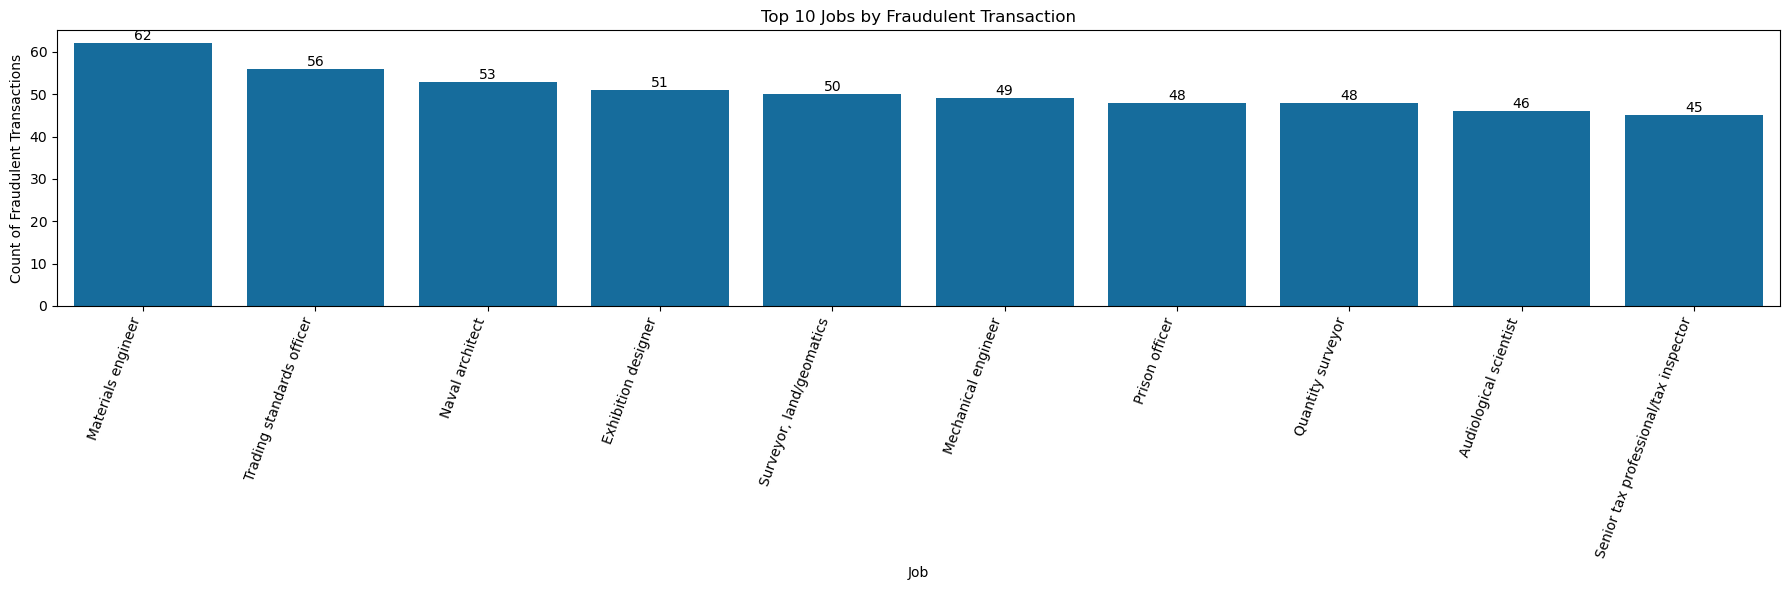 Top 10 Jobs by Fraudulent Transaction
Count of Fraudulent Transactions
60
50
40
30
20
10
0
62
56
53
51
50
49
48
48
46
45
Materials engineer
Trading standards officer
Naval architect
Exhibition designer
Surveyor, land/geomatics
Mechanical engineer
Prison officer
Quantity surveyor
Audiological scientist
Senior tax professional/tax inspector
Job